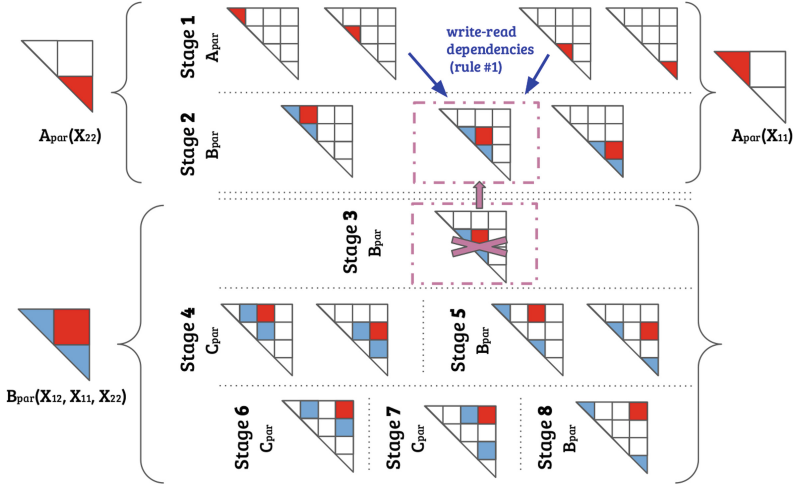 Stage 1
Apar
write-read
dependencies
(rule #1)
Apar(X22)
Apar(X11)
Stage 2
Bpar
Stage 3
Bpar
Stage 4
Cpar
Stage 5
Bpar
Bpar(X12, X11, X22)
Stage 6
Cpar
Stage 7
Cpar
Stage 8
Bpar